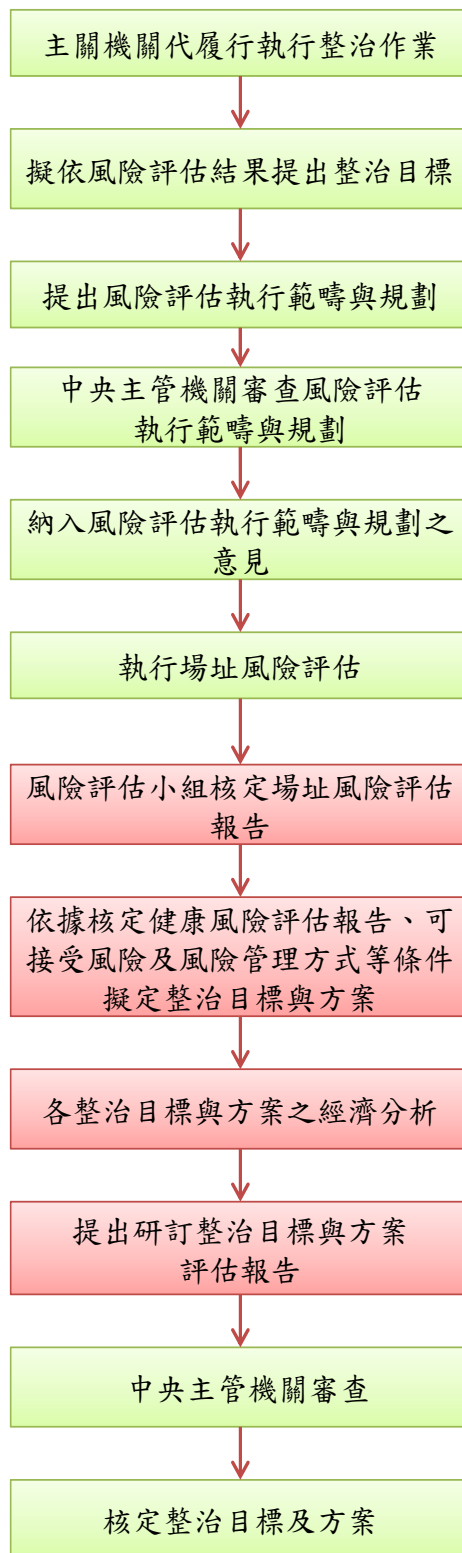 主關機關代履行執行整治作業
擬依風險評估結果提出整治目標
提出風險評估執行範疇與規劃
中央主管機關審查風險評估
執行範疇與規劃
納入風險評估執行範疇與規劃之
意見
執行場址風險評估
風險評估小組核定場址風險評估
報告
依據核定健康風險評估報告、可
接受風險及風險管理方式等條件
擬定整治目標與方案
各整治目標與方案之經濟分析
提出研訂整治目標與方案
評估報告
中央主管機關審查
核定整治目標及方案